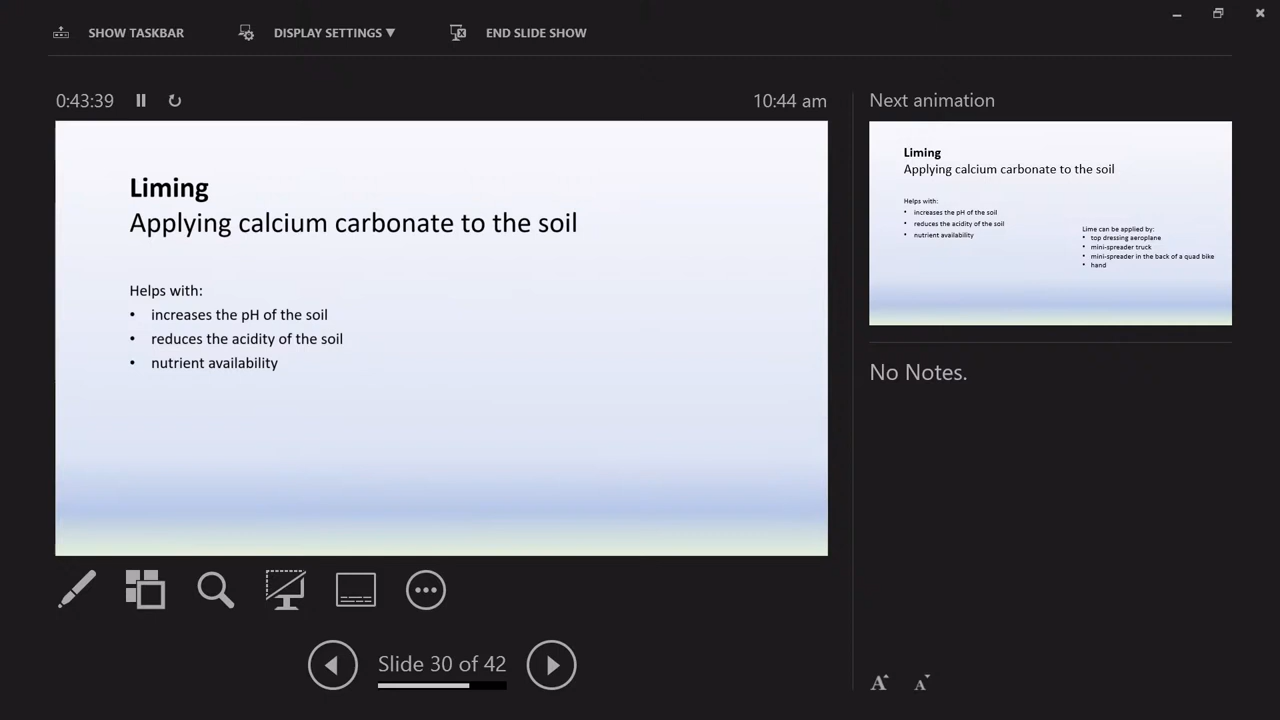 SHOW TASKBAR
DISPLAY SETTINGS ▼
END SLIDE SHOW
0:43:39
10:44 am
Liming
Applying calcium carbonate to the soil
Helps with:
• increases the pH of the soil
• reduces the acidity of the soil
• nutrient availability
Slide 30 of 42
Next animation
Liming
Applying calcium carbonate to the soil
Helps with:
• increases the pH of the soil
• reduces the acidity of the soil
• nutrient availability
Lime can be applied by:
• top dressing aeroplane
• mini-spreader truck
• mini-spreader in the back of a quad bike
• hand
No Notes.
A A